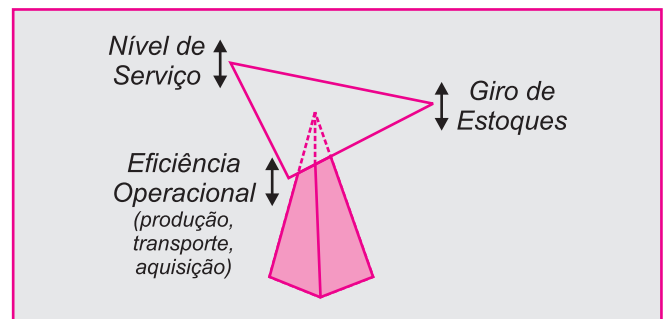 Nível de
Serviço
Giro de
Estoques
Eficiência
Operacional
(produção,
transporte,
aquisição)